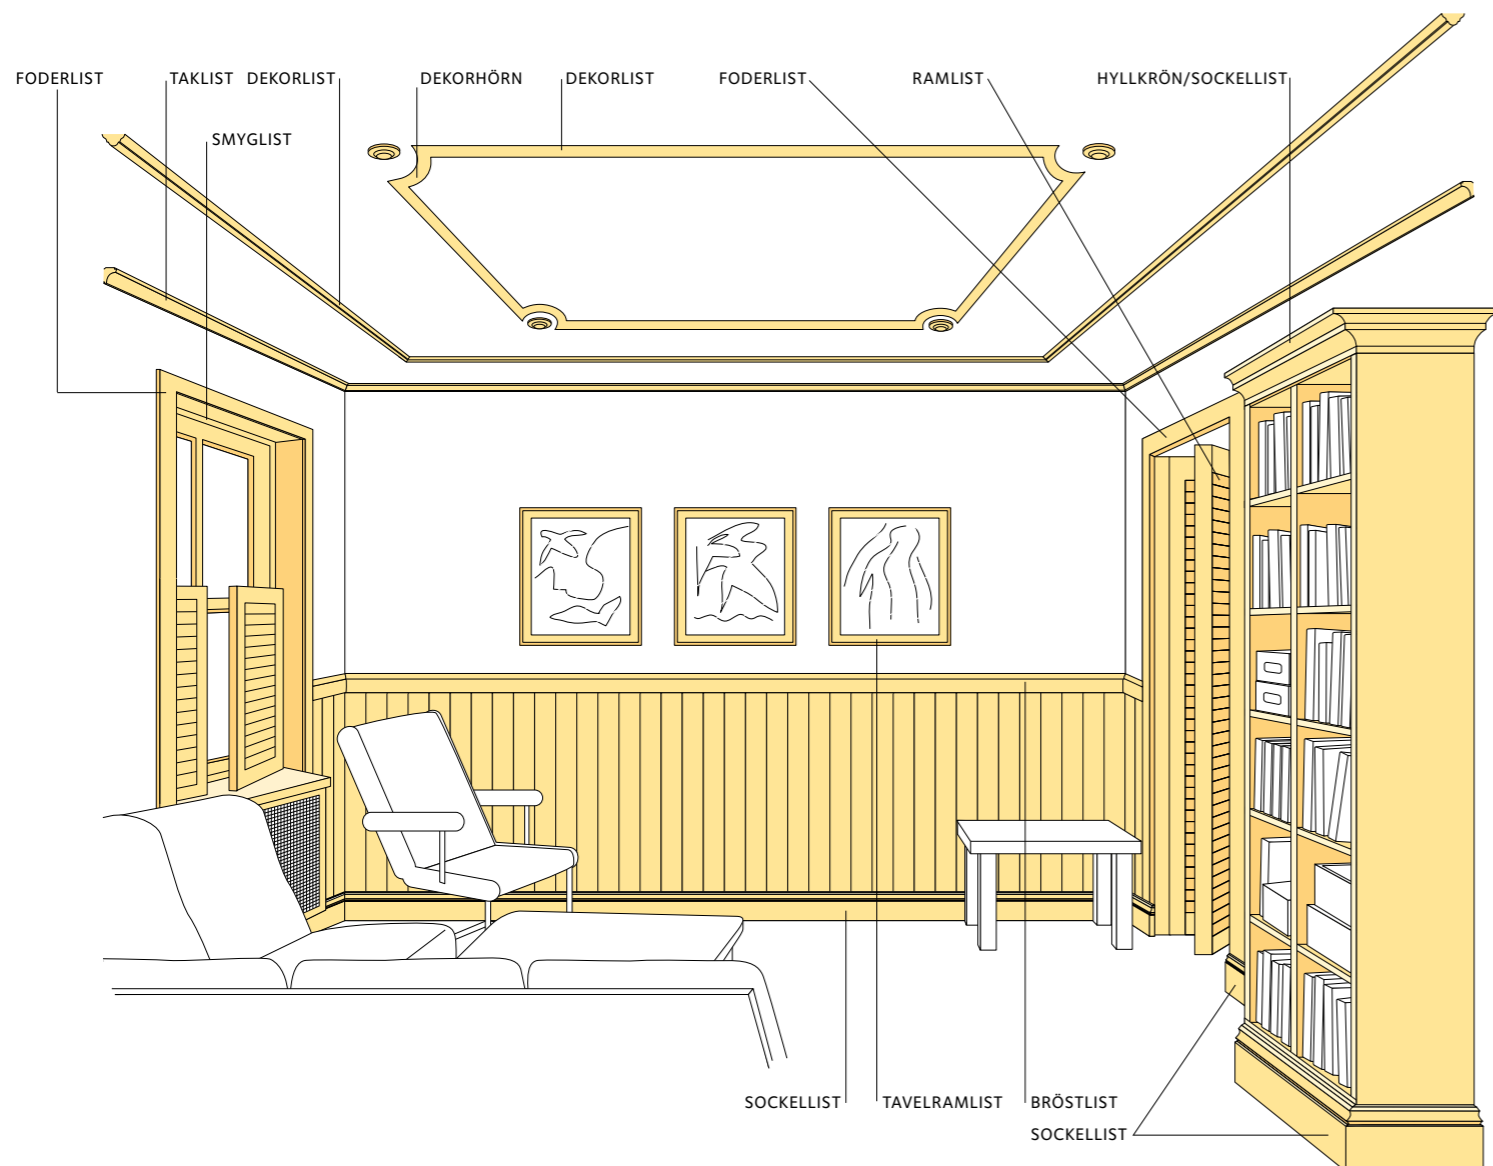 FODERLIST
TAKLIST
DEKORLIST
DEKORHÖRN
DEKORLIST
FODERLIST
RAMLIST
HYLLKRÖN/SOCKELLIST
SMYGLIST
SOCKELLIST
TAVELRAMLIST
BRÖSTLIST
SOCKELLIST